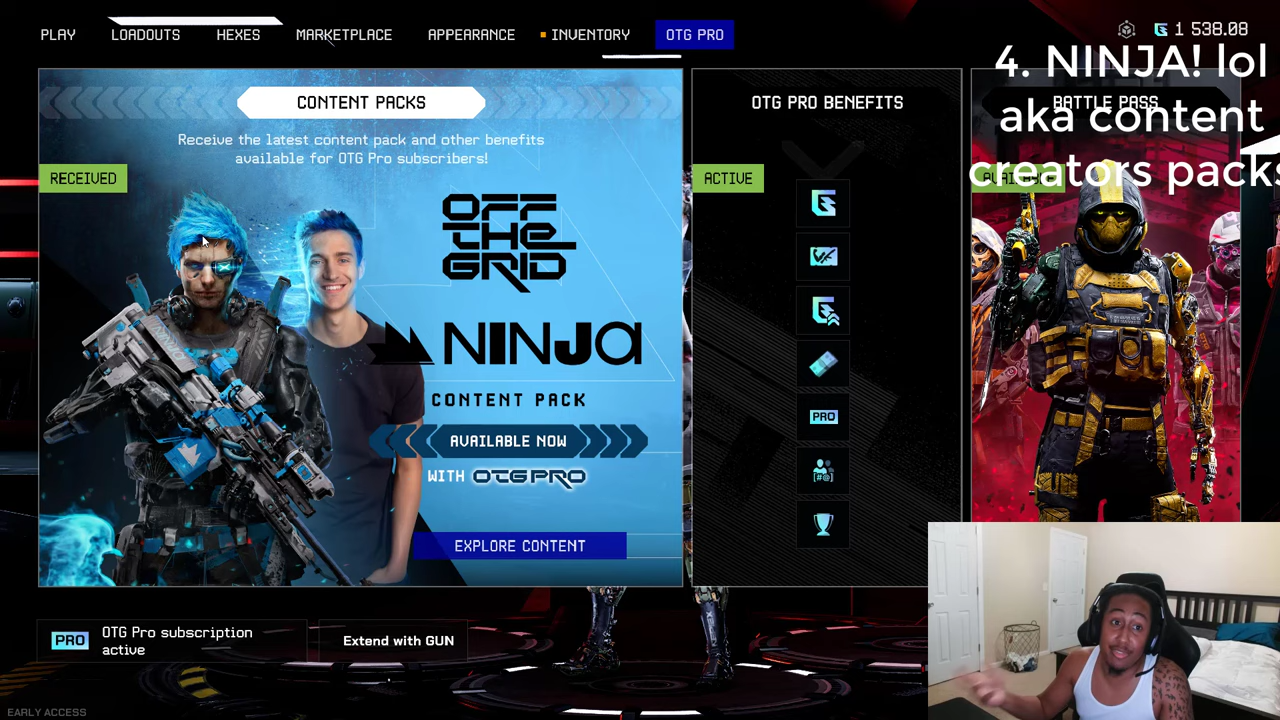 PLAY
LOADOUTS
HEXES
MARKETPLACE
APPEARANCE
INVENTORY
OTG PRO
1 538.08
4. NINJA! lol
aka content
creators packs
CONTENT PACKS
Receive the latest content pack and other benefits
available for OTG Pro subscribers!
RECEIVED
OFF
THE
GRID
NINJA
CONTENT PACK
AVAILABLE NOW
WITH OTG PRO
EXPLORE CONTENT
OTG PRO BENEFITS
ACTIVE
PRO
BATTLE PASS
AVAILABLE
PRO
OTG Pro subscription
active
Extend with GUN
EARLY ACCESS